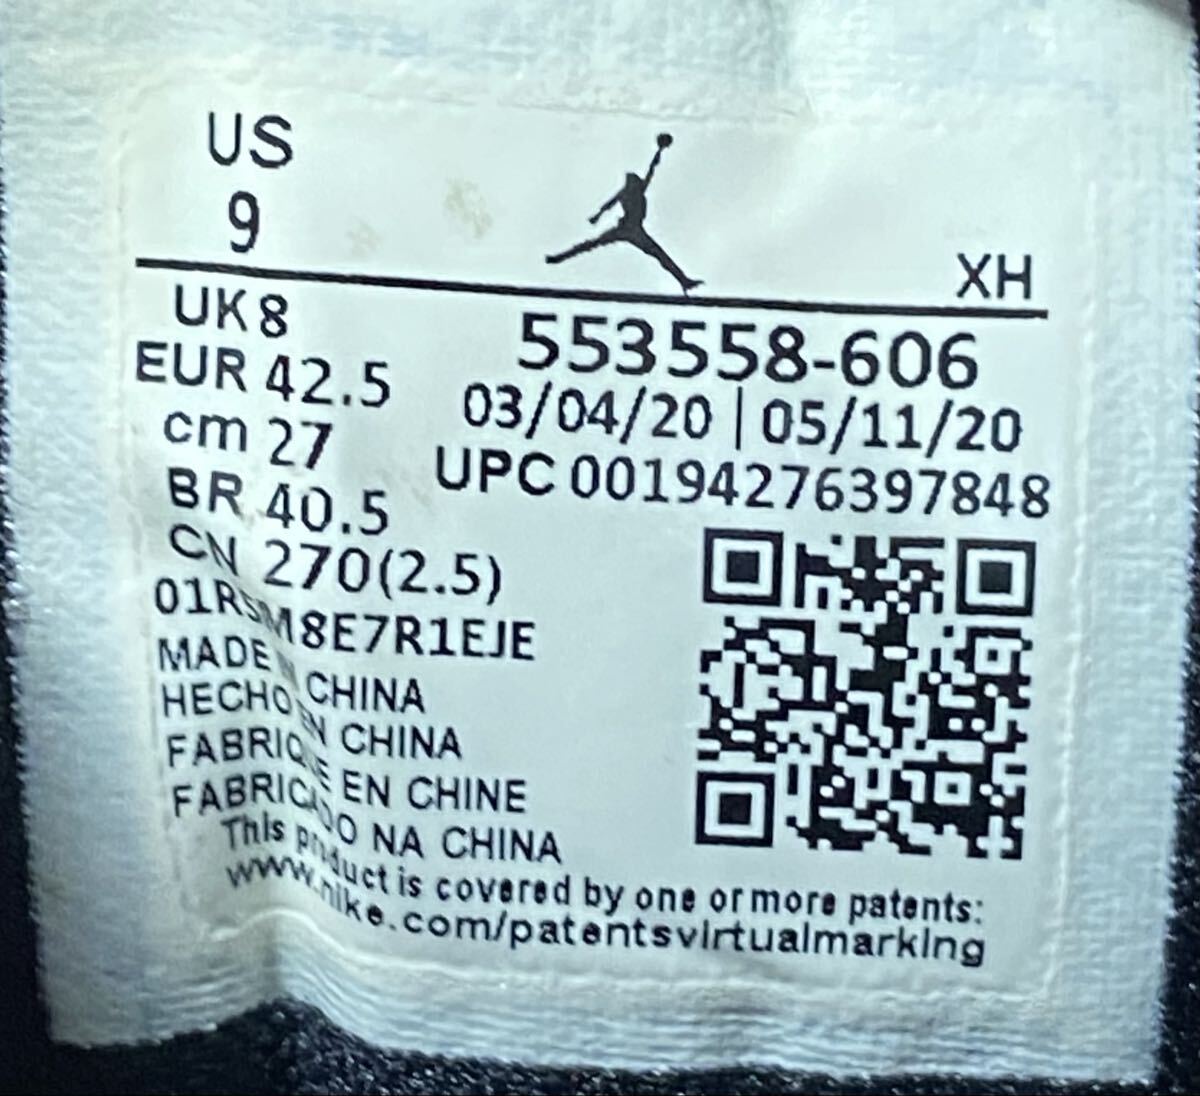 US
9
XH
UK 8
553558-606
EUR 42.5
03/04/20 | 05/11/20
cm 27
UPC 00194276397848
BR 40.5
CN 270(2.5)
01RSM8E7R1EJE
MADE IN CHINA
HECHO EN CHINA
FABRIQUE EN CHINE
FABRICADO NA CHINA
This product is covered by one or more patents:
www.nike.com/patentsvirtualmarking